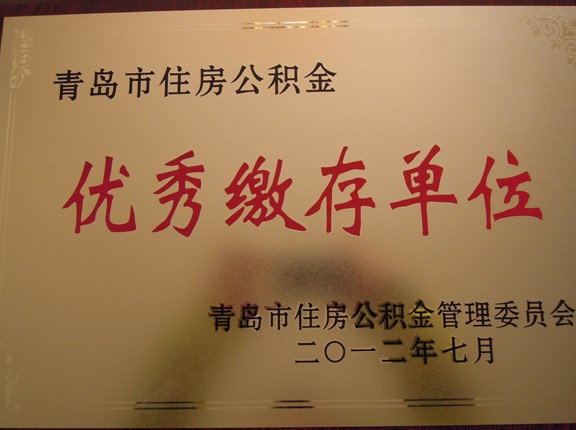 青岛市住房公积金
优秀缴存单位
青岛市住房公积金管理委员会
二〇一二年七月